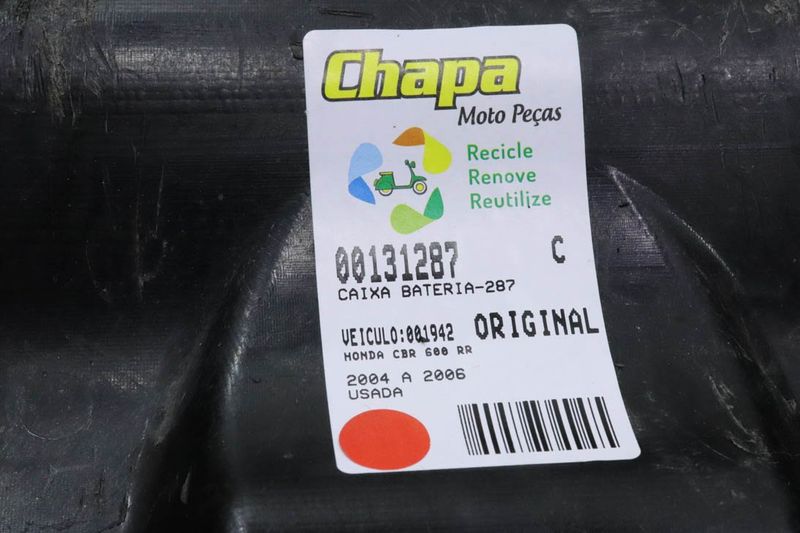 Chapa
Moto Peças
Recicle
Renove
Reutilize
00131287 C
CAIXA BATERIA-287
VEICULO:001942 ORIGINAL
HONDA CBR 600 RR
2004 A 2006
USADA